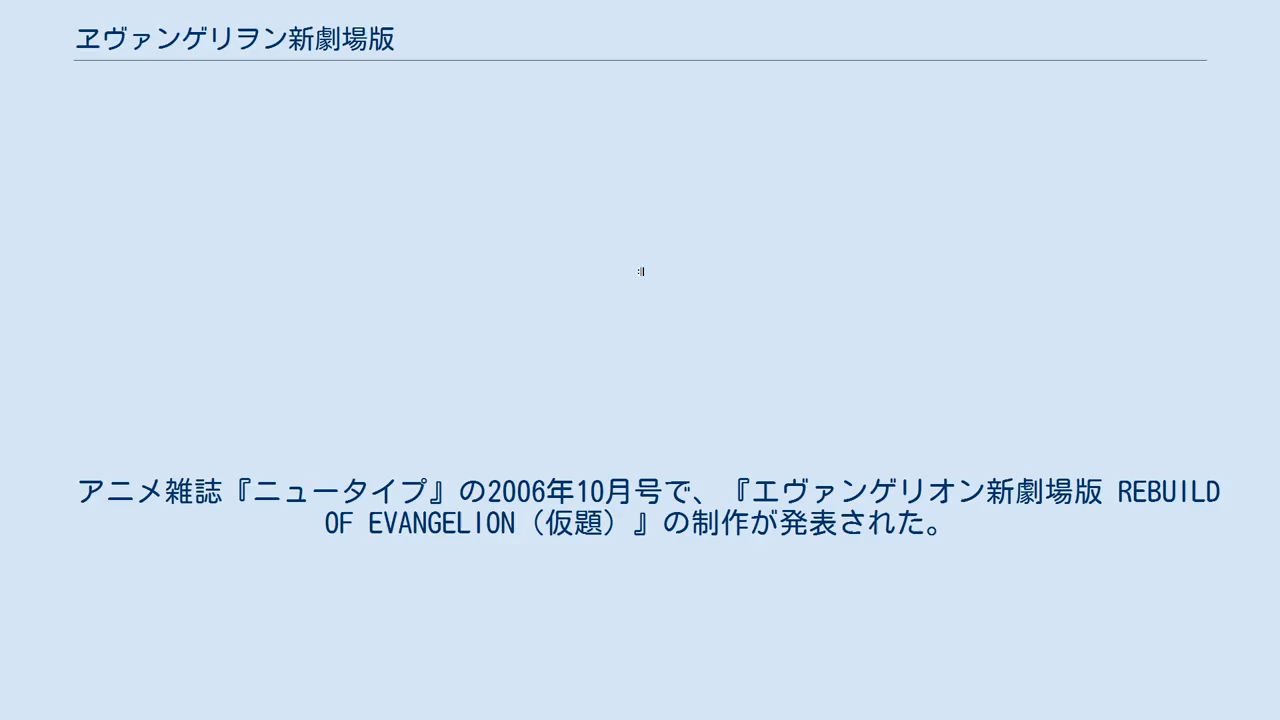 ヱヴァンゲリヲン新劇場版
アニメ雑誌『ニュータイプ』の2006年10月号で、『エヴァンゲリオン新劇場版 REBUILD
OF EVANGELION（仮題）』の制作が発表された。